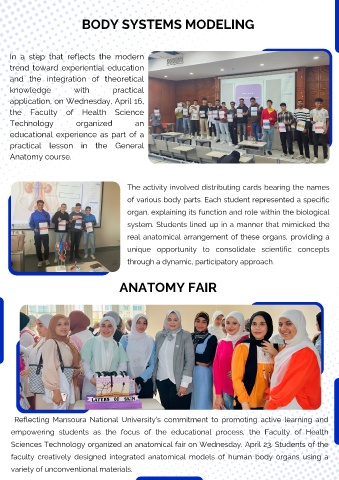 BODY SYSTEMS MODELING
In a step that reflects the modern
trend toward experiential education
and the integration of theoretical
knowledge with practical
application, on Wednesday, April 16,
the Faculty of Health Science
Technology organized an
educational experience as part of a
practical lesson in the General
Anatomy course.
The activity involved distributing cards bearing the names
of various body parts. Each student represented a specific
organ, explaining its function and role within the biological
system. Students lined up in a manner that mimicked the
real anatomical arrangement of these organs, providing a
unique opportunity to consolidate scientific concepts
through a dynamic, participatory approach.
ANATOMY FAIR
LAYERS OF SKIN
Reflecting Mansoura National University's commitment to promoting active learning and
empowering students as the focus of the educational process, the Faculty of Health
Sciences Technology organized an anatomical fair on Wednesday, April 23. Students of the
faculty creatively designed integrated anatomical models of human body organs using a
variety of unconventional materials.